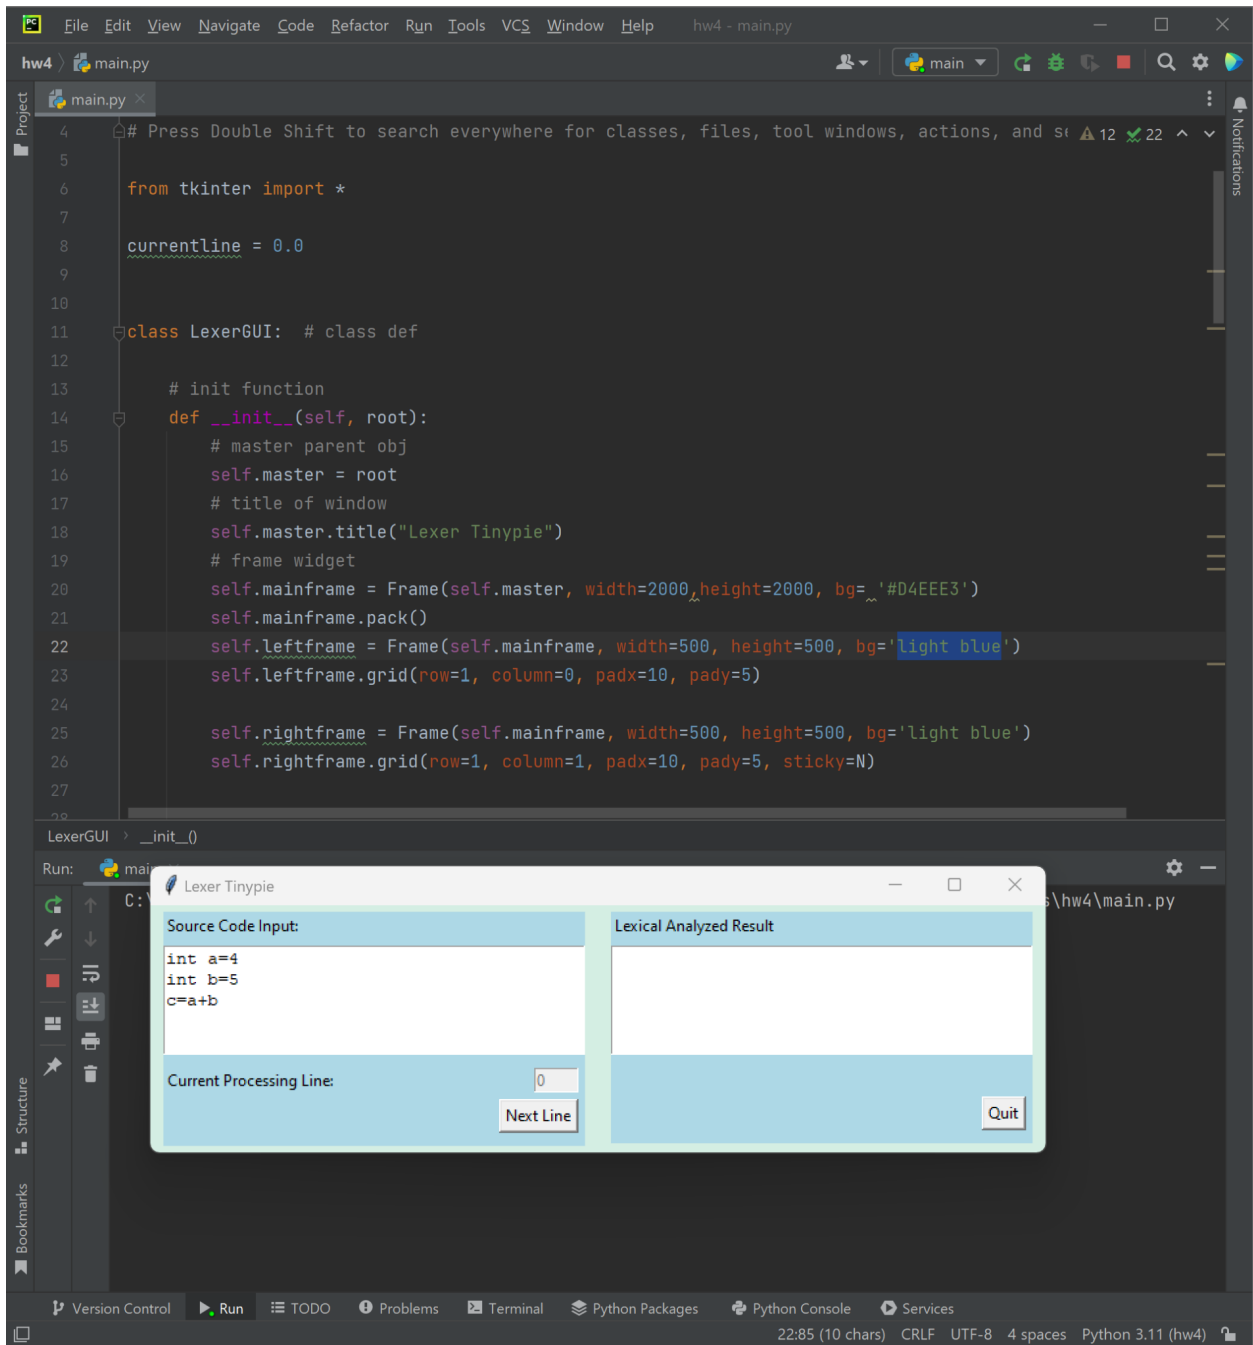 PC File Edit View Navigate Code Refactor Run Tools VCS Window Help hw4 - main.py
hw4 main.py main
Project
main.py
Notifications
4 # Press Double Shift to search everywhere for classes, files, tool windows, actions, and 12 22
5
6 from tkinter import *
7
8 currentline = 0.0
9
10
11 class LexerGUI: # class def
12
13 # init function
14 def __init__(self, root):
15 # master parent obj
16 self.master = root
17 # title of window
18 self.master.title("Lexer Tinypie")
19 # frame widget
20 self.mainframe = Frame(self.master, width=2000,height=2000, bg= '#D4EEE3')
21 self.mainframe.pack()
22 self.leftframe = Frame(self.mainframe, width=500, height=500, bg='light blue')
23 self.leftframe.grid(row=1, column=0, padx=10, pady=5)
24
25 self.rightframe = Frame(self.mainframe, width=500, height=500, bg='light blue')
26 self.rightframe.grid(row=1, column=1, padx=10, pady=5, sticky=N)
27
28
LexerGUI __init__()
Run: main
C:\
s\hw4\main.py
Lexer Tinypie
Source Code Input:
int a=4
int b=5
c=a+b
Current Processing Line: 0
Next Line
Lexical Analyzed Result
Quit
Structure
Bookmarks
Version Control Run TODO Problems Terminal Python Packages Python Console Services
22:85 (10 chars) CRLF UTF-8 4 spaces Python 3.11 (hw4)